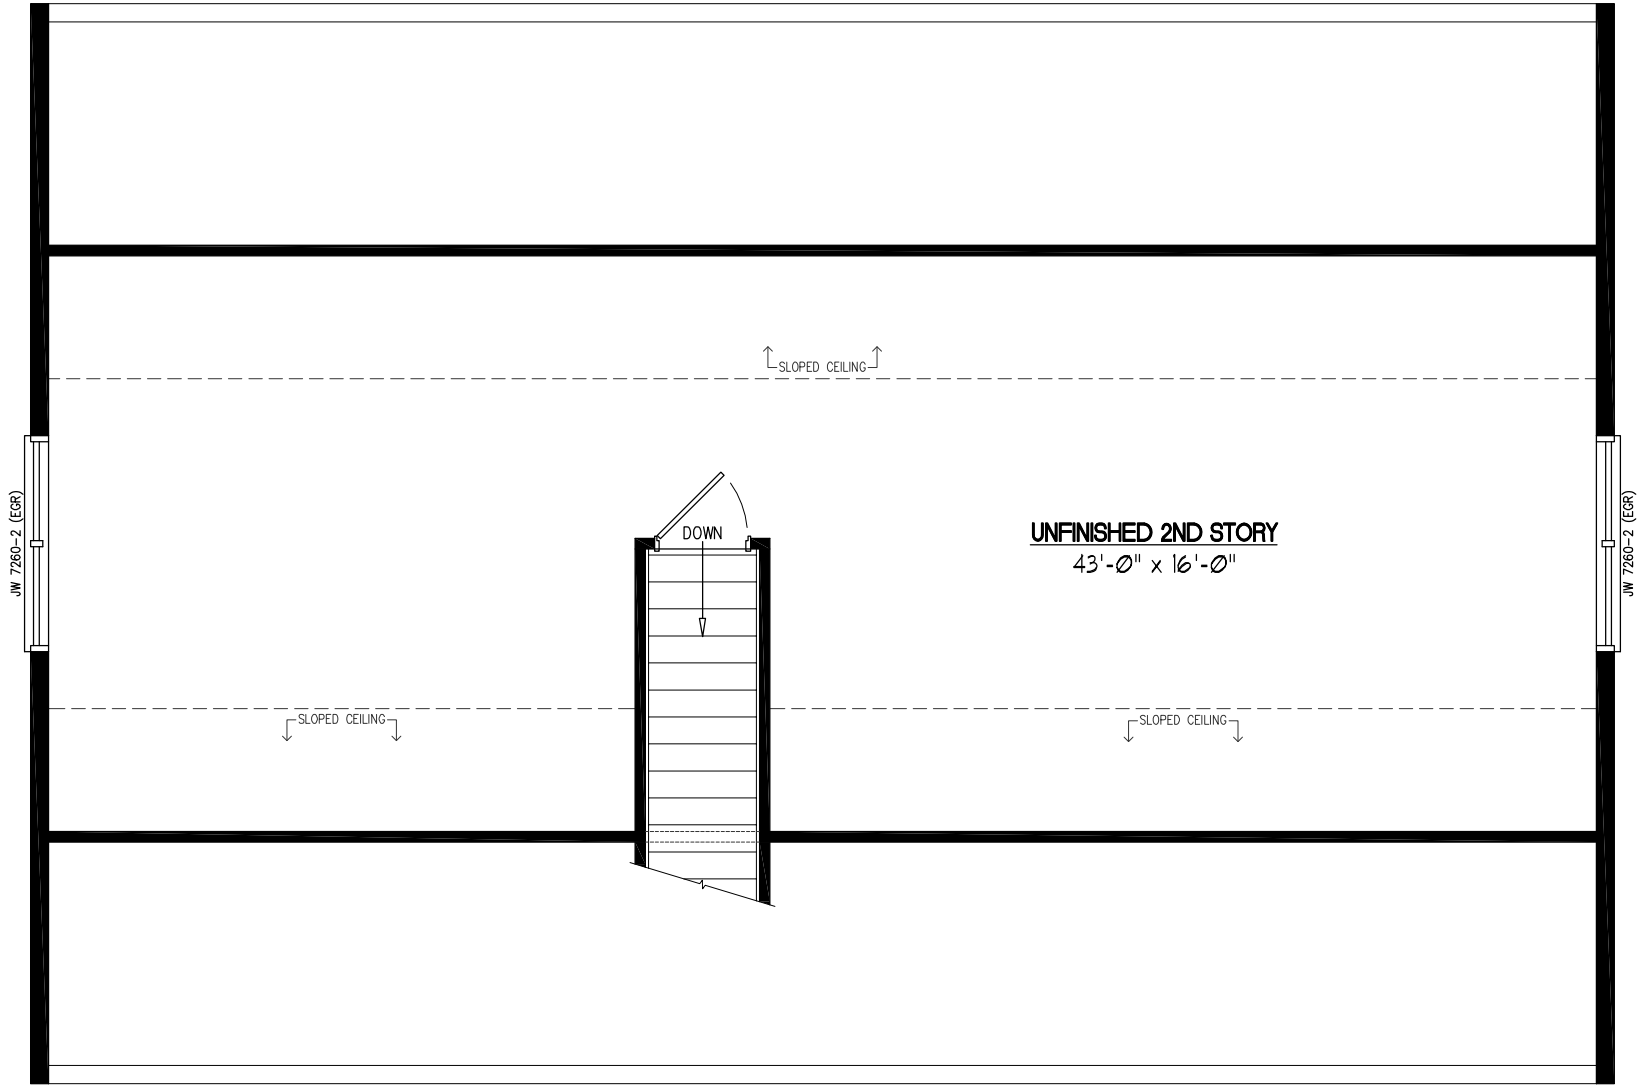 SLOPED CEILING
JW 7260-2 (EGR)
DOWN
UNFINISHED 2ND STORY
43'-0" x 16'-0"
JW 7260-2 (EGR)
SLOPED CEILING
SLOPED CEILING